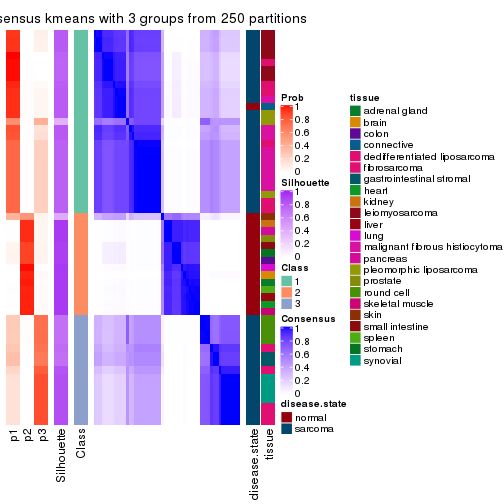 sensus kmeans with 3 groups from 250 partitions
p1
p2
p3
Silhouette
Class
disease.state
tissue
Prob
1
0.8
0.6
0.4
0.2
0
Silhouette
1
0.8
0.6
0.4
0.2
0
Class
1
2
3
Consensus
1
0.8
0.6
0.4
0.2
0
disease.state
normal
sarcoma
tissue
adrenal gland
brain
colon
connective
dedifferentiated liposarcoma
fibrosarcoma
gastrointestinal stromal
heart
kidney
leiomyosarcoma
liver
lung
malignant fibrous histiocytoma
pancreas
pleomorphic liposarcoma
prostate
round cell
skeletal muscle
skin
small intestine
spleen
stomach
synovial